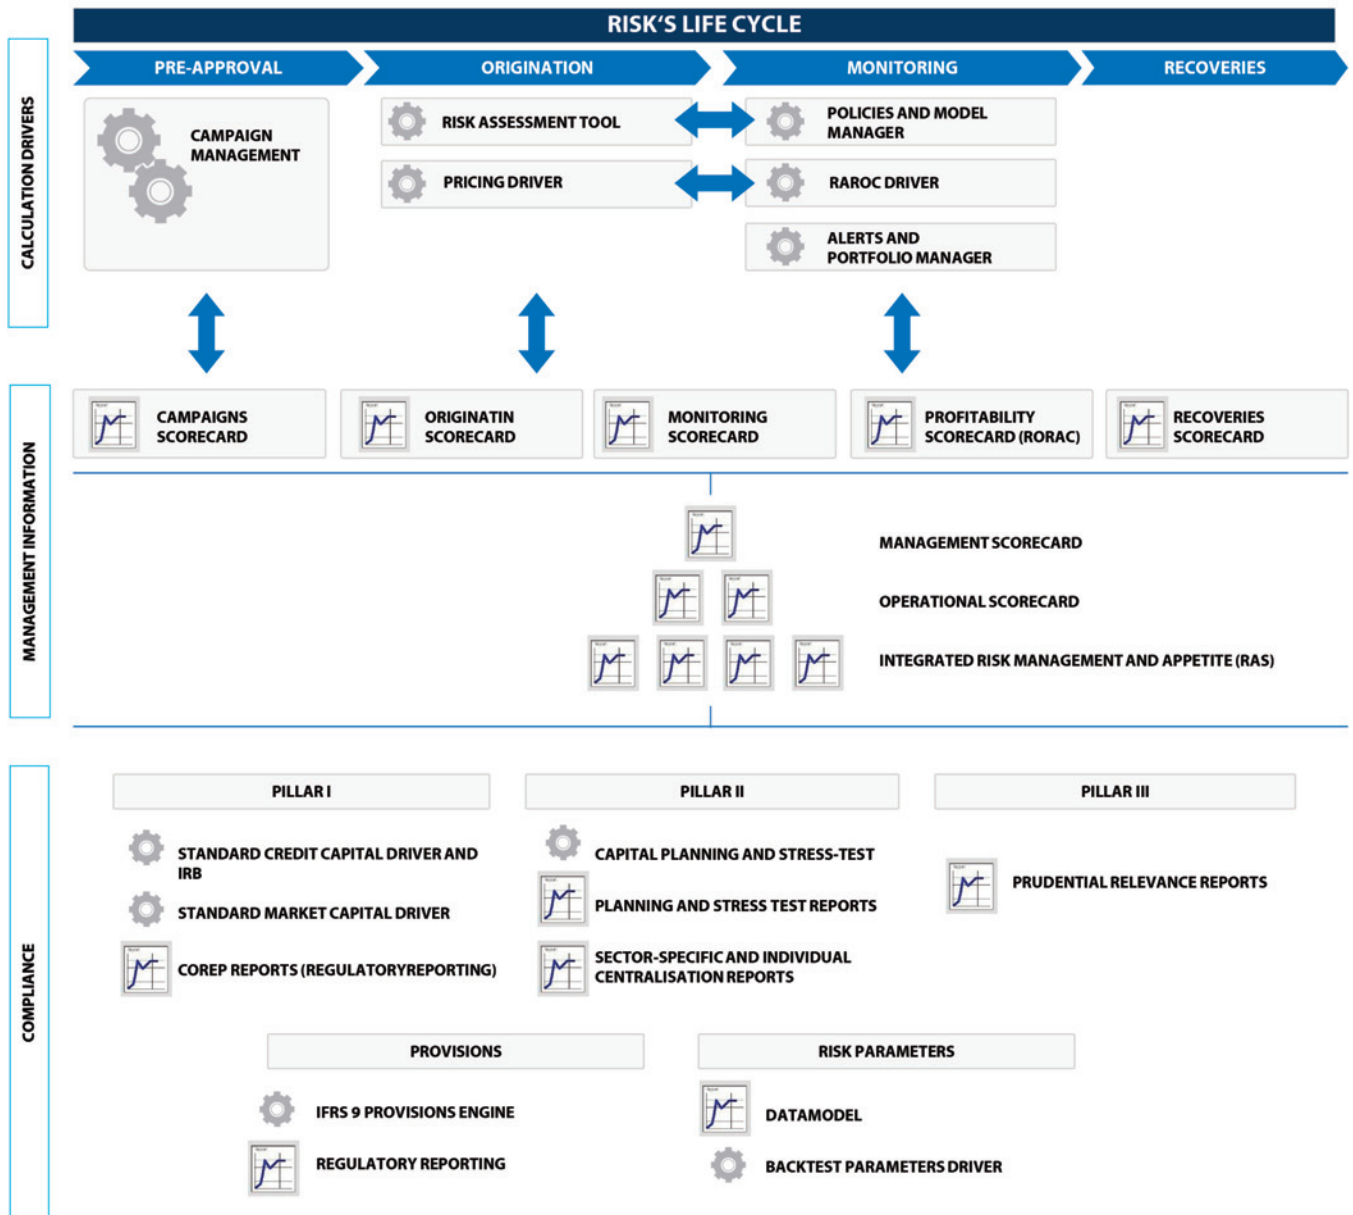 RISK'S LIFE CYCLE
PRE-APPROVAL
ORIGINATION
MONITORING
RECOVERIES
CALCULATION DRIVERS
CAMPAIGN
MANAGEMENT
RISK ASSESSMENT TOOL
POLICIES AND MODEL
MANAGER
PRICING DRIVER
RAROC DRIVER
ALERTS AND
PORTFOLIO MANAGER
MANAGEMENT INFORMATION
CAMPAIGNS
SCORECARD
ORIGINATIN
SCORECARD
MONITORING
SCORECARD
PROFITABILITY
SCORECARD (RORAC)
RECOVERIES
SCORECARD
MANAGEMENT SCORECARD
OPERATIONAL SCORECARD
INTEGRATED RISK MANAGEMENT AND APPETITE (RAS)
COMPLIANCE
PILLAR I
PILLAR II
PILLAR III
STANDARD CREDIT CAPITAL DRIVER AND
IRB
STANDARD MARKET CAPITAL DRIVER
COREP REPORTS (REGULATORYREPORTING)
CAPITAL PLANNING AND STRESS-TEST
PLANNING AND STRESS TEST REPORTS
SECTOR-SPECIFIC AND INDIVIDUAL
CENTRALISATION REPORTS
PRUDENTIAL RELEVANCE REPORTS
PROVISIONS
RISK PARAMETERS
IFRS 9 PROVISIONS ENGINE
REGULATORY REPORTING
DATAMODEL
BACKTEST PARAMETERS DRIVER